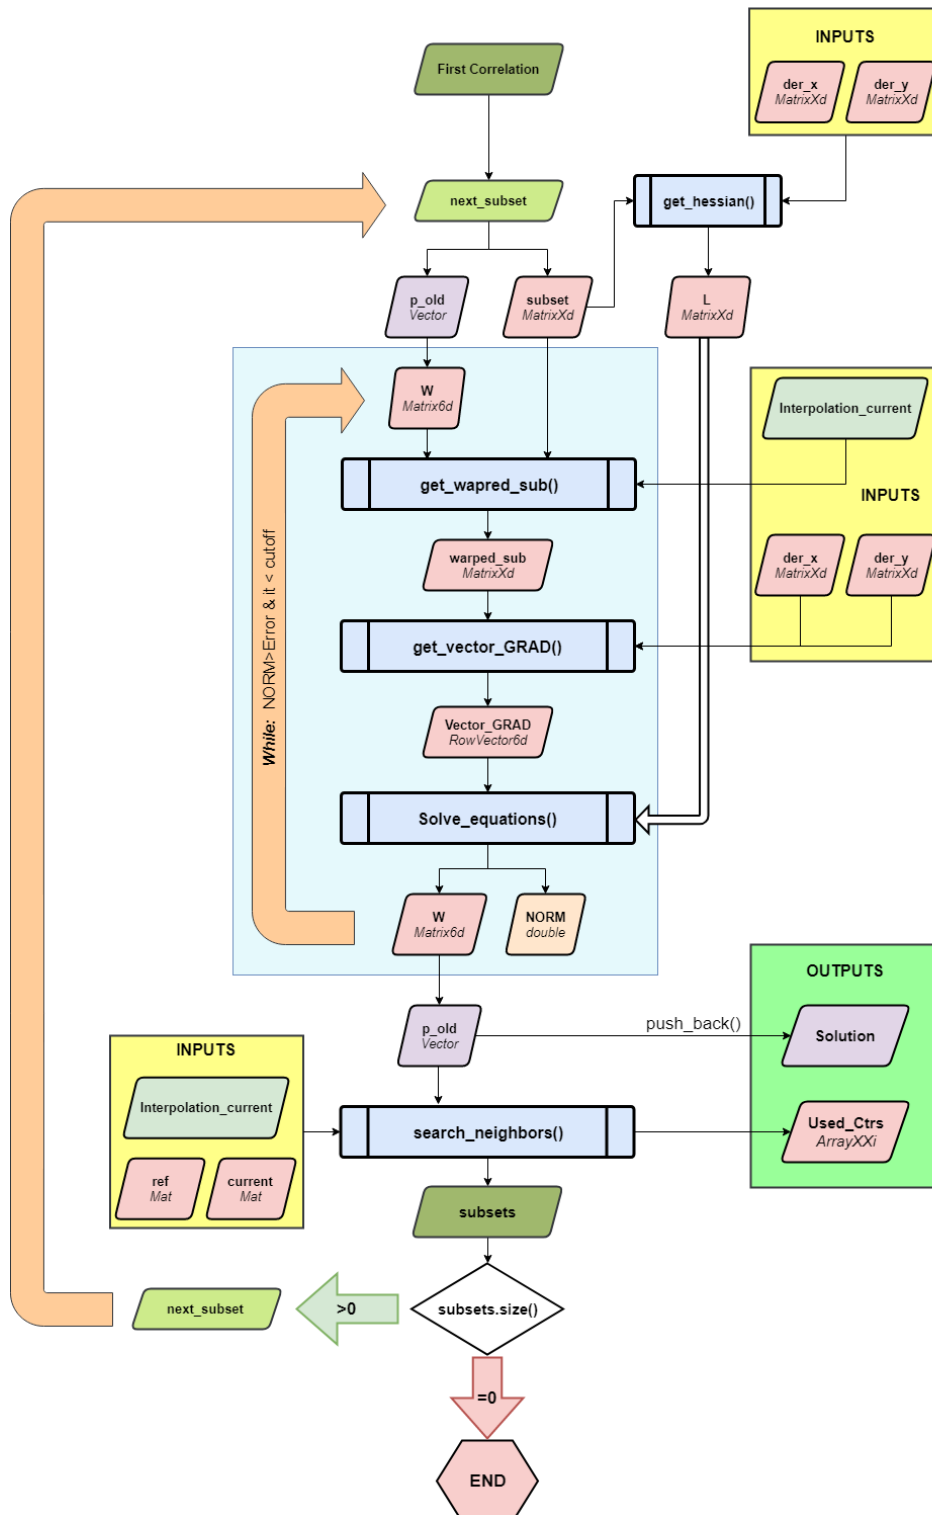 INPUTS
First Correlation
der_x
MatrixXd
der_y
MatrixXd
next_subset
get_hessian()
p_old
Vector
subset
MatrixXd
L
MatrixXd
W
Matrix6d
Interpolation_current
get_wapred_sub()
INPUTS
warped_sub
MatrixXd
der_x
MatrixXd
der_y
MatrixXd
get_vector_GRAD()
While: NORM>Error & it < cutoff
Vector_GRAD
RowVector6d
Solve_equations()
W
Matrix6d
NORM
double
OUTPUTS
p_old
Vector
push_back()
Solution
INPUTS
Interpolation_current
search_neighbors()
Used_Ctrs
ArrayXXi
ref
Mat
current
Mat
subsets
next_subset
>0
subsets.size()
=0
END